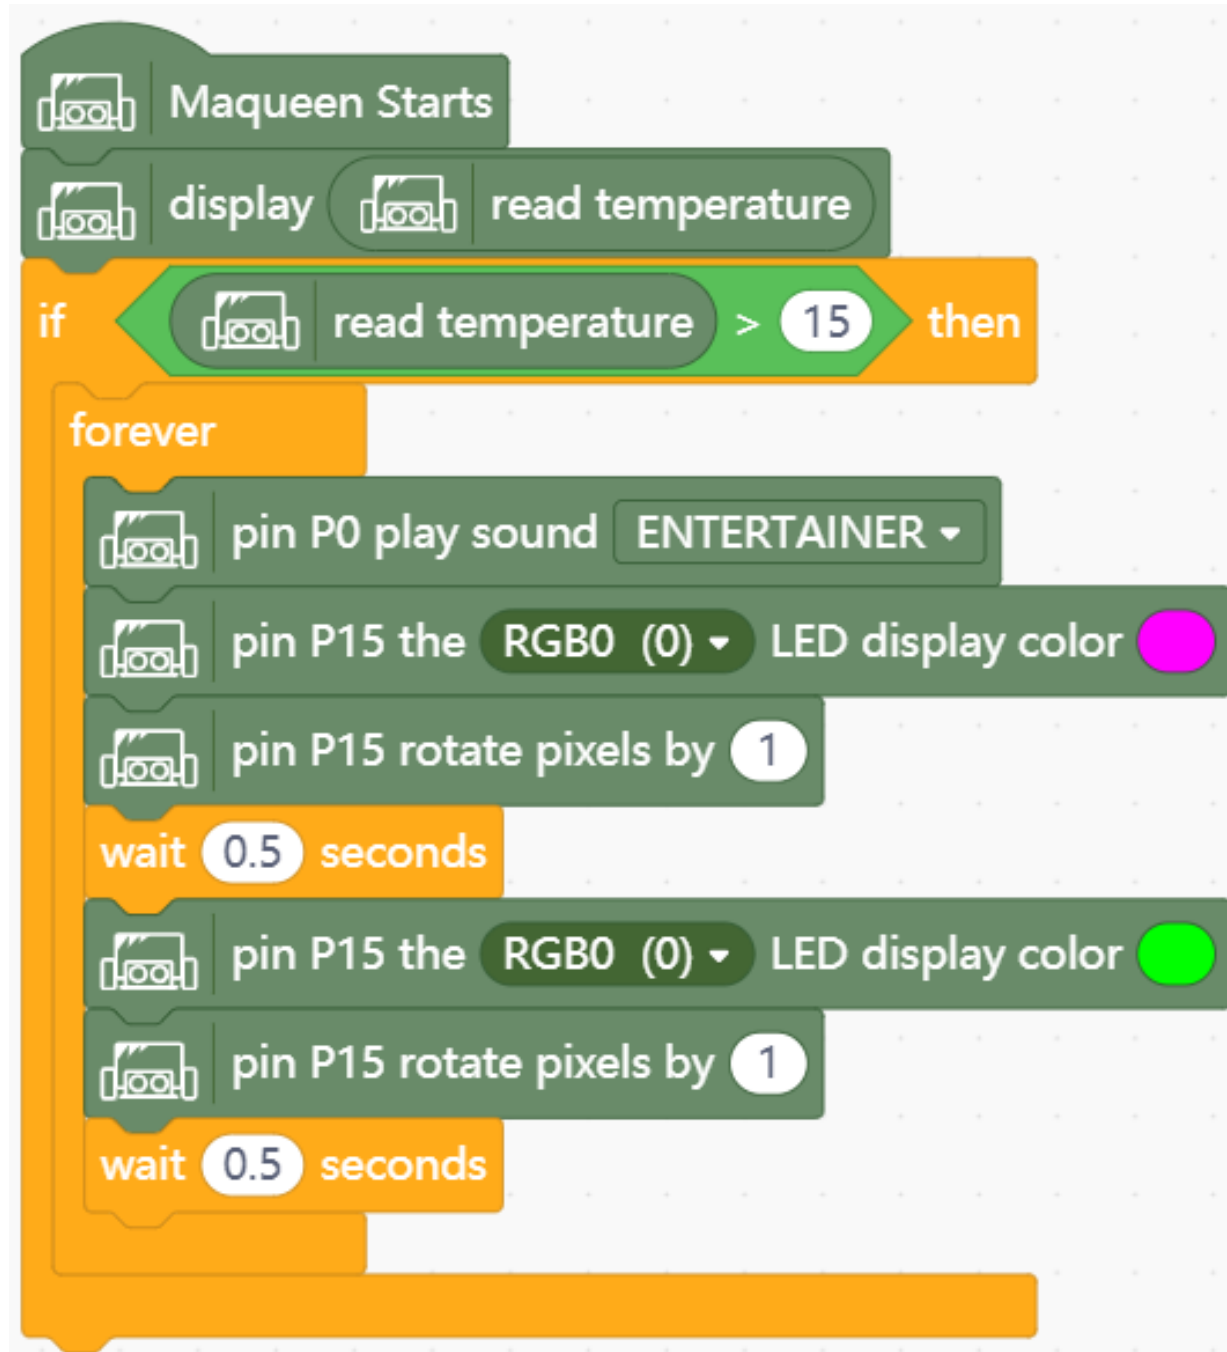 Maqueen Starts
display read temperature
if read temperature > 15 then
forever
pin P0 play sound ENTERTAINER
pin P15 the RGB0 (0) LED display color
pin P15 rotate pixels by 1
wait 0.5 seconds
pin P15 the RGB0 (0) LED display color
pin P15 rotate pixels by 1
wait 0.5 seconds